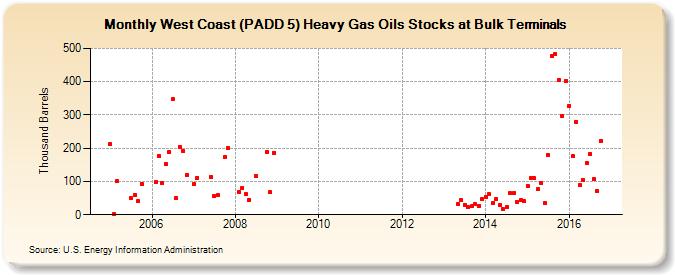 Monthly West Coast (PADD 5) Heavy Gas Oils Stocks at Bulk Terminals
Thousand Barrels
500
400
300
200
100
0
2006 2008 2010 2012 2014 2016
Source: U.S. Energy Information Administration